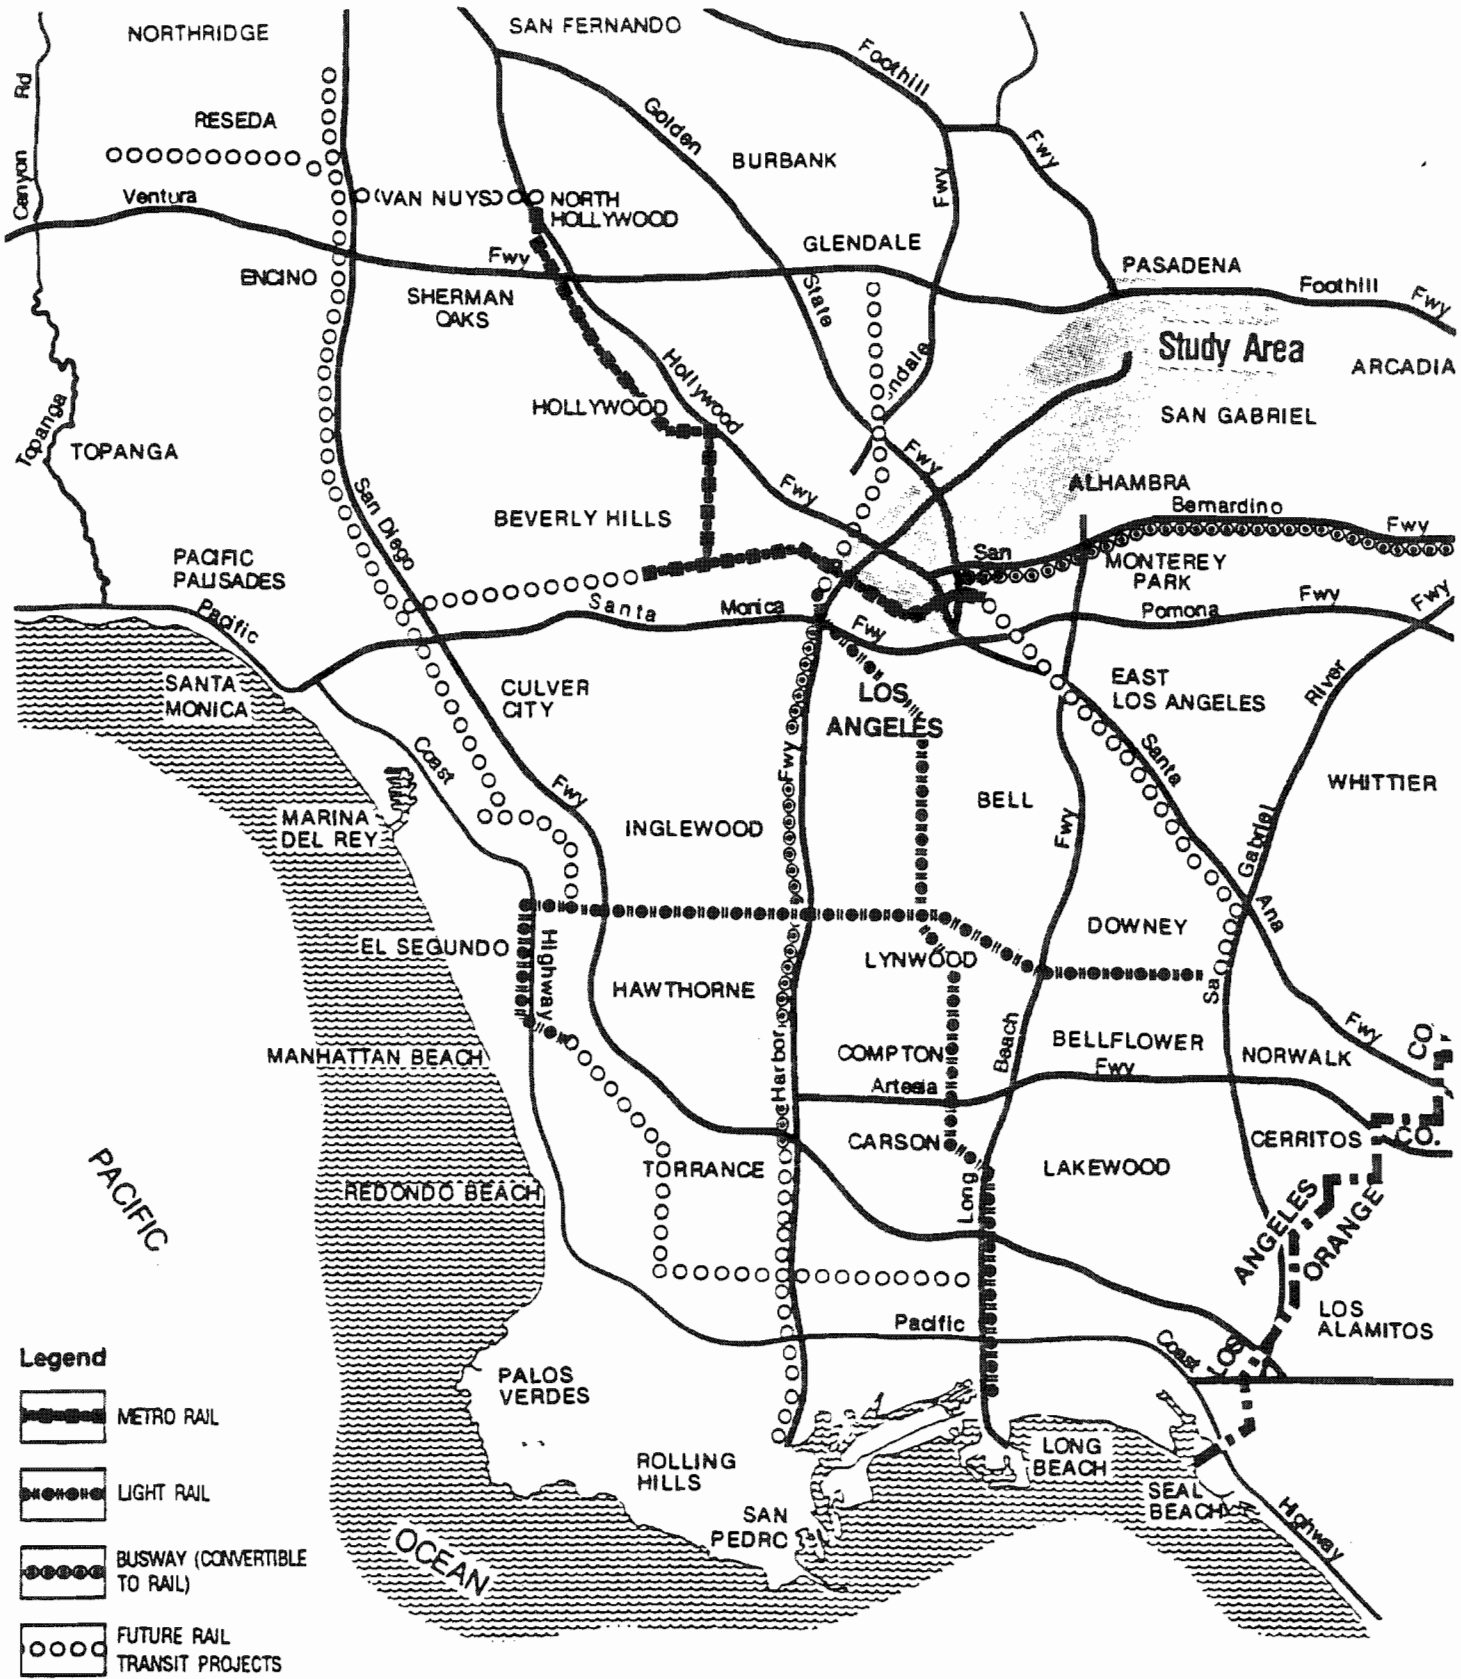 NORTHRIDGE
SAN FERNANDO
Foothill
Fwy
Canyon Rd
RESEDA
Golden
State
Fwy
BURBANK
Fwy
Ventura
Fwy
(VAN NUYS)
NORTH
HOLLYWOOD
GLENDALE
PASADENA
Foothill
Fwy
ENCINO
SHERMAN
OAKS
Study Area
ARCADIA
Hollywood
Fwy
ndale
HOLLYWOOD
SAN GABRIEL
Topanga
TOPANGA
San Diego
Fwy
ALHAMBRA
BEVERLY HILLS
San
Bernardino
Fwy
PACIFIC
PALISADES
MONTEREY
PARK
Pacific
Coast
Highway
Santa
Monica
Fwy
Pomona
Fwy
Fwy
SANTA
MONICA
CULVER
CITY
LOS
ANGELES
EAST
LOS ANGELES
River
Gabriel
Sa
Santa
Ana
Fwy
WHITTIER
MARINA
DEL REY
INGLEWOOD
Fwy
BELL
Fwy
DOWNEY
EL SEGUNDO
LYNWOOD
HAWTHORNE
Harbor
Beach
Long
MANHATTAN BEACH
COMPTON
BELLFLOWER
NORWALK
CO.
Artesia
Fwy
CARSON
CERRITOS
CO.
TORRANCE
LAKEWOOD
PACIFIC
REDONDO BEACH
LOS
ANGELES
ORANGE
LOS
ALAMITOS
Pacific
Coast
Highway
Legend
METRO RAIL
LIGHT RAIL
BUSWAY (CONVERTIBLE
TO RAIL)
FUTURE RAIL
TRANSIT PROJECTS
PALOS
VERDES
ROLLING
HILLS
LONG
BEACH
SEAL
BEACH
SAN
PEDRO
OCEAN